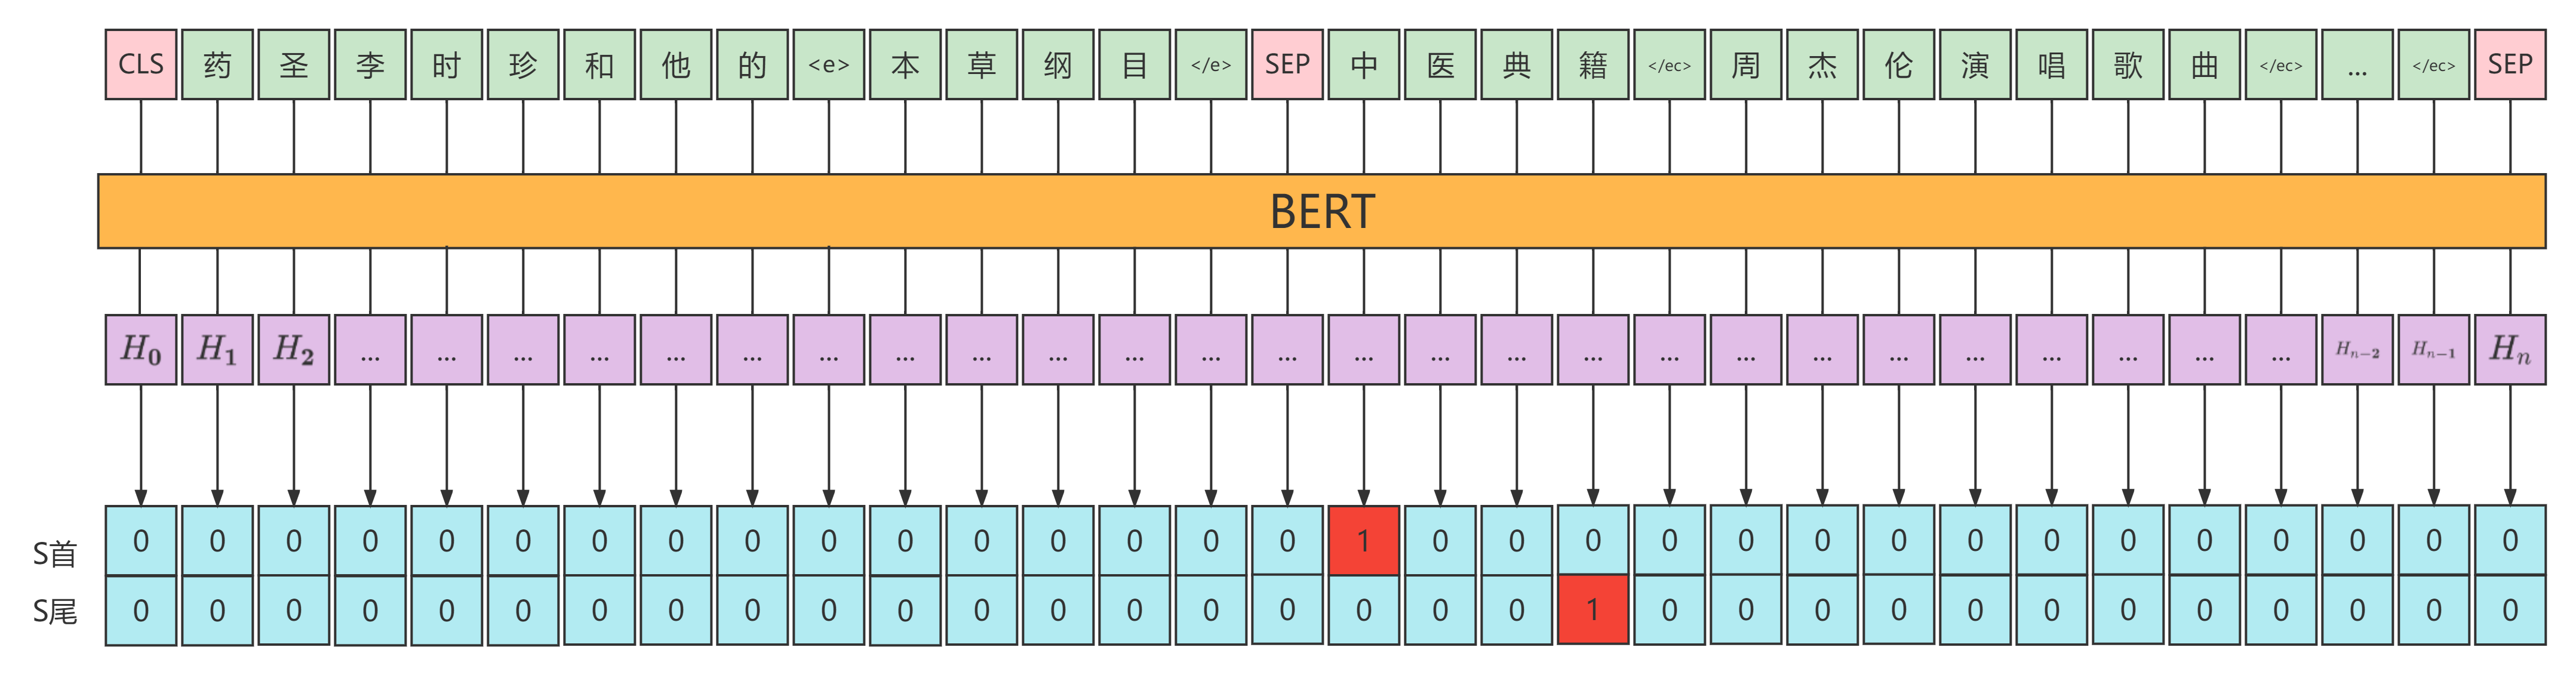 CLS 药 圣 李 时 珍 和 他 的 <e> 本 草 纲 目 </e> SEP 中 医 典 籍 </ec> 周 杰 伦 演 唱 歌 曲 </ec> ... </ec> SEP
BERT
H₀ H₁ H₂ ... ... ... ... ... ... ... ... ... ... ... ... ... ... ... ... ... ... ... ... ... ... ... ... ... ... Hₙ₋₂ Hₙ₋₁ Hₙ
S首 0 0 0 0 0 0 0 0 0 0 0 0 0 0 0 0 1 0 0 0 0 0 0 0 0 0 0 0 0 0 0 0
S尾 0 0 0 0 0 0 0 0 0 0 0 0 0 0 0 0 0 0 0 1 0 0 0 0 0 0 0 0 0 0 0 0